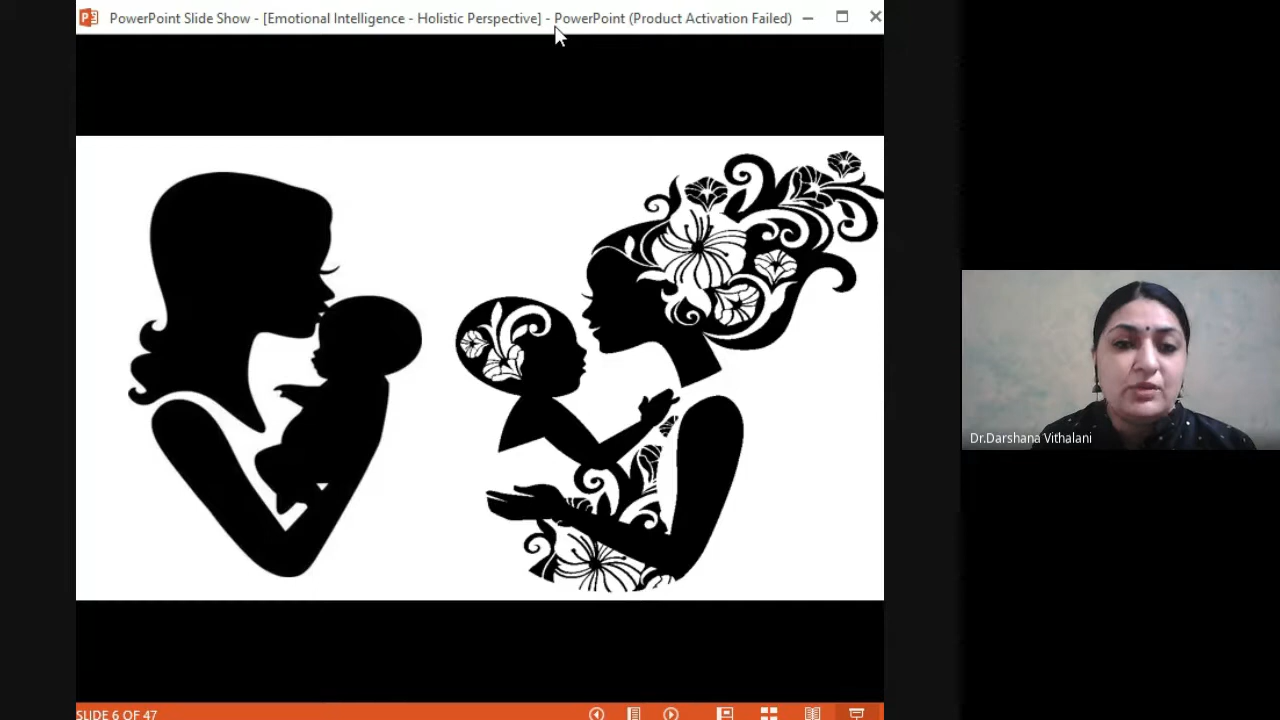 PowerPoint Slide Show - [Emotional Intelligence - Holistic Perspective] - PowerPoint (Product Activation Failed)
Dr.Darshana Vithalani
SLIDE 6 OF 47